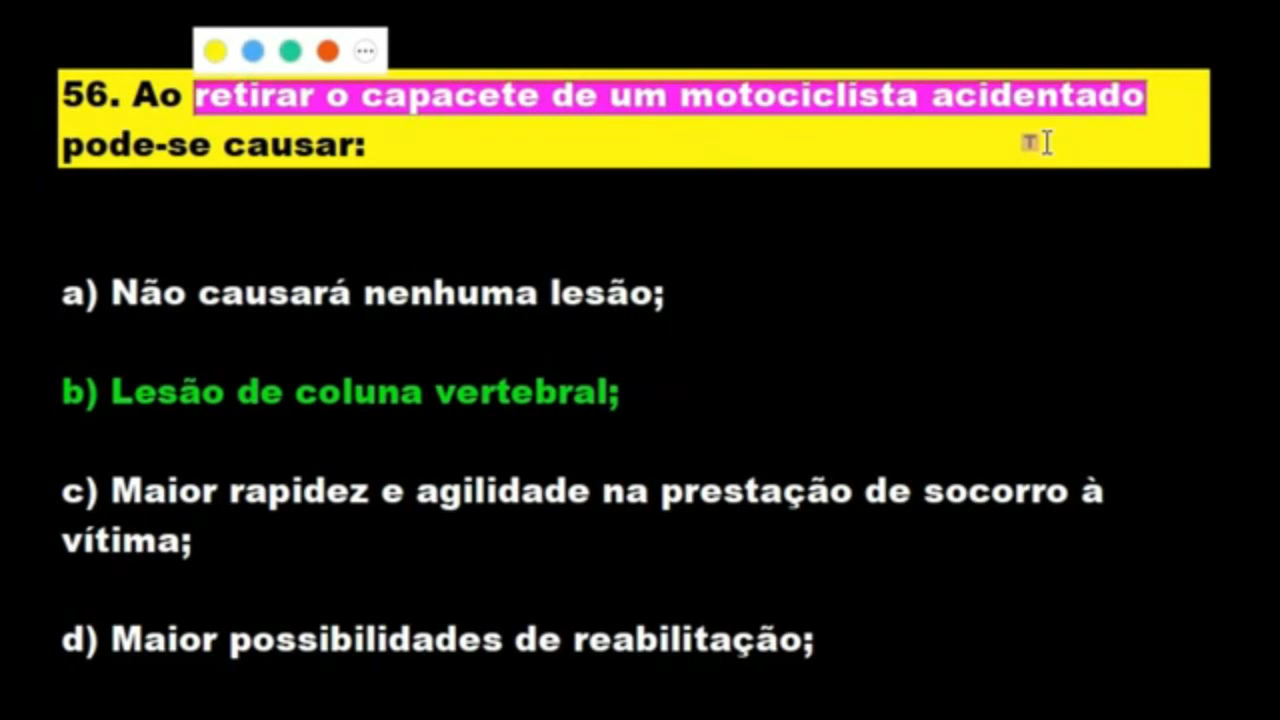 56. Ao retirar o capacete de um motociclista acidentado
pode-se causar:
a) Não causará nenhuma lesão;
b) Lesão de coluna vertebral;
c) Maior rapidez e agilidade na prestação de socorro à
vítima;
d) Maior possibilidades de reabilitação;